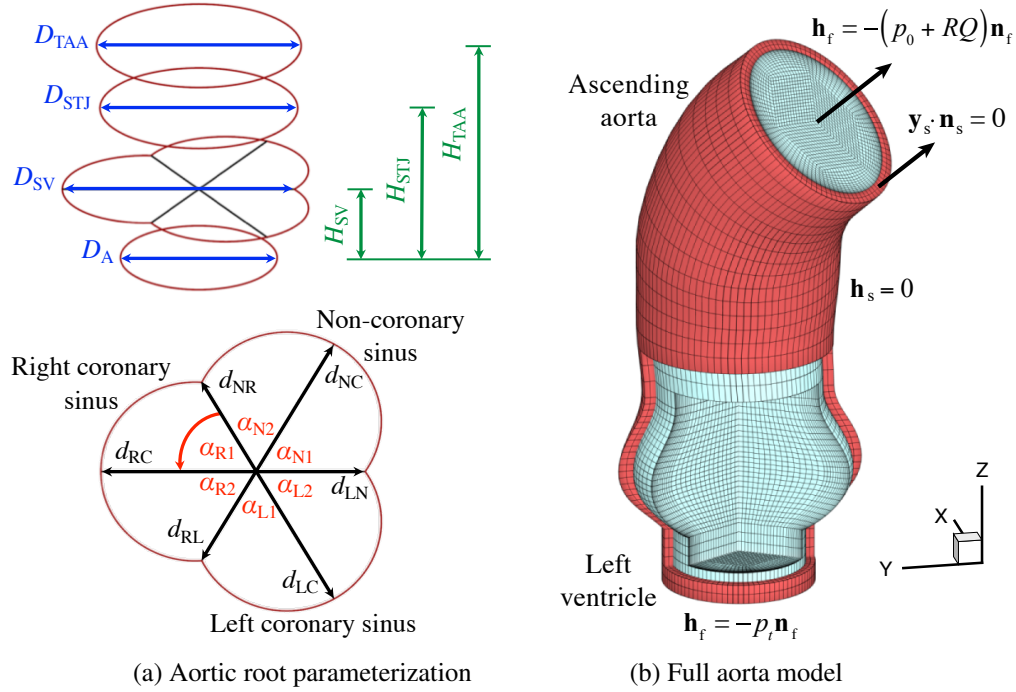 D_TAA
D_STJ
D_SV
D_A
H_SV
H_STJ
H_TAA
Non-coronary
sinus
Right coronary
sinus
d_NR
d_NC
α_N2
α_R1
α_N1
d_RC
α_R2
α_L2
d_LN
α_L1
d_RL
d_LC
Left coronary sinus
(a) Aortic root parameterization
h_f = −(p_0 + RQ)n_f
Ascending
aorta
y_s · n_s = 0
h_s = 0
Z
X
Y
Left
ventricle
h_f = −p_t n_f
(b) Full aorta model